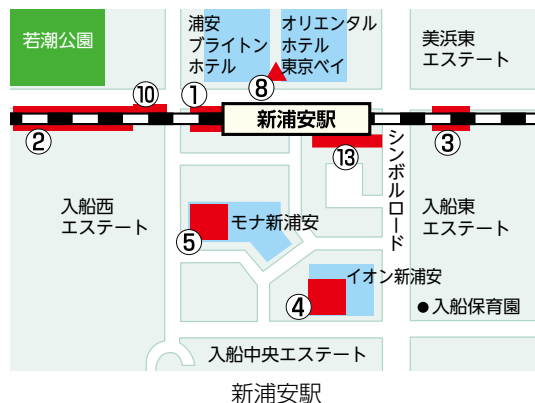 若潮公園
浦安
ブライトン
ホテル
オリエンタル
ホテル
東京ベイ
美浜東
エステート
⑩
①
⑧
新浦安駅
②
⑬
③
シンボルロード
入船西
エステート
モナ新浦安
⑤
入船東
エステート
イオン新浦安
④
入船保育園
入船中央エステート
新浦安駅